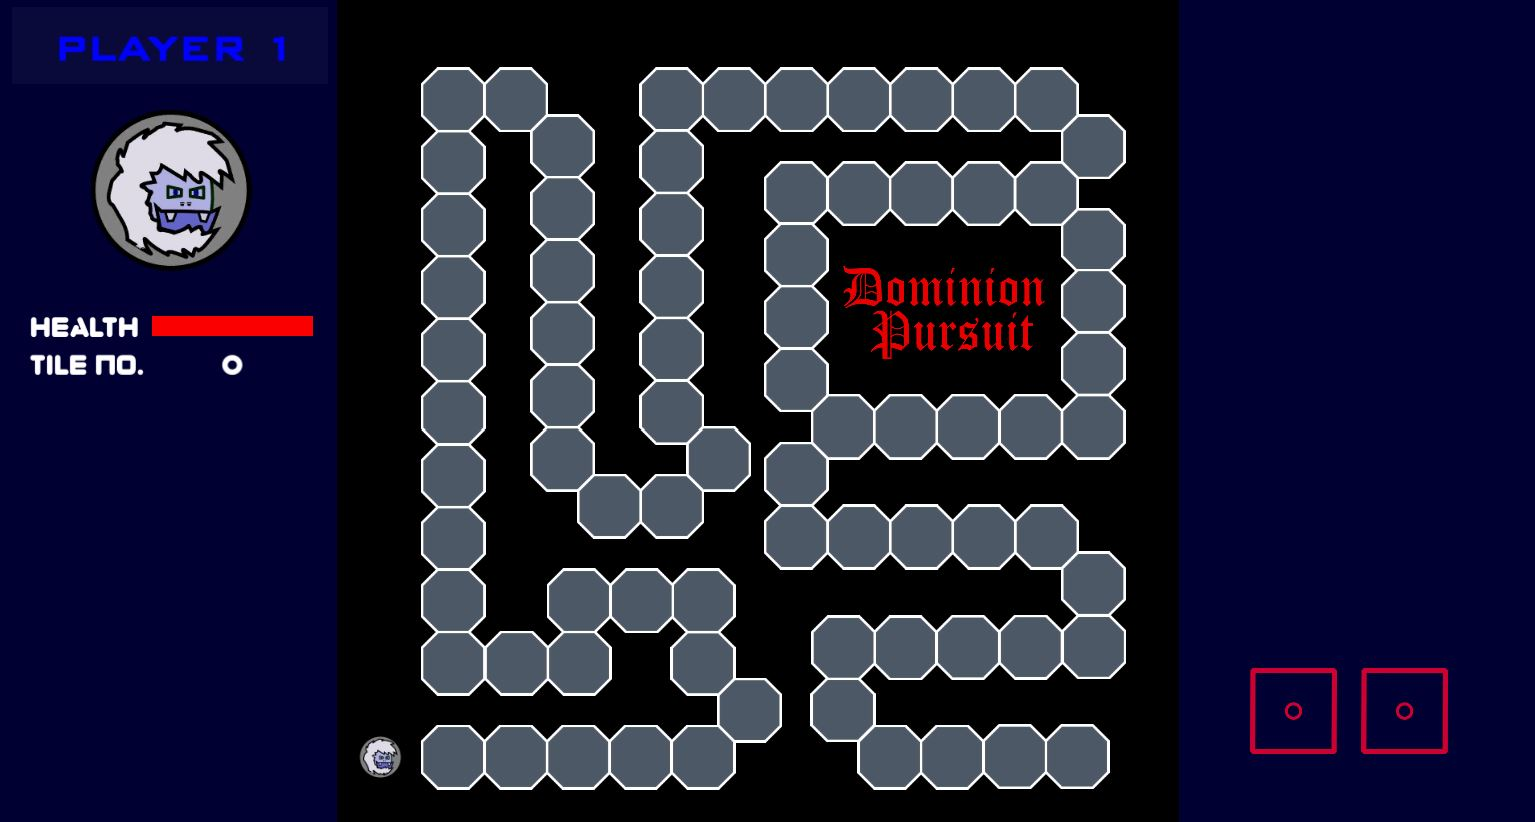 PLAYER 1
HEALTH
TILE NO. 0
Dominion
Pursuit